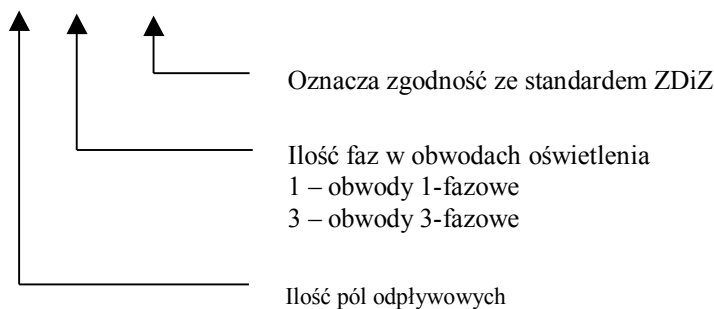 Oznacza zgodność ze standardem ZDiZ
Ilość faz w obwodach oświetlenia
1 – obwody 1-fazowe
3 – obwody 3-fazowe
Ilość pól odpływowych